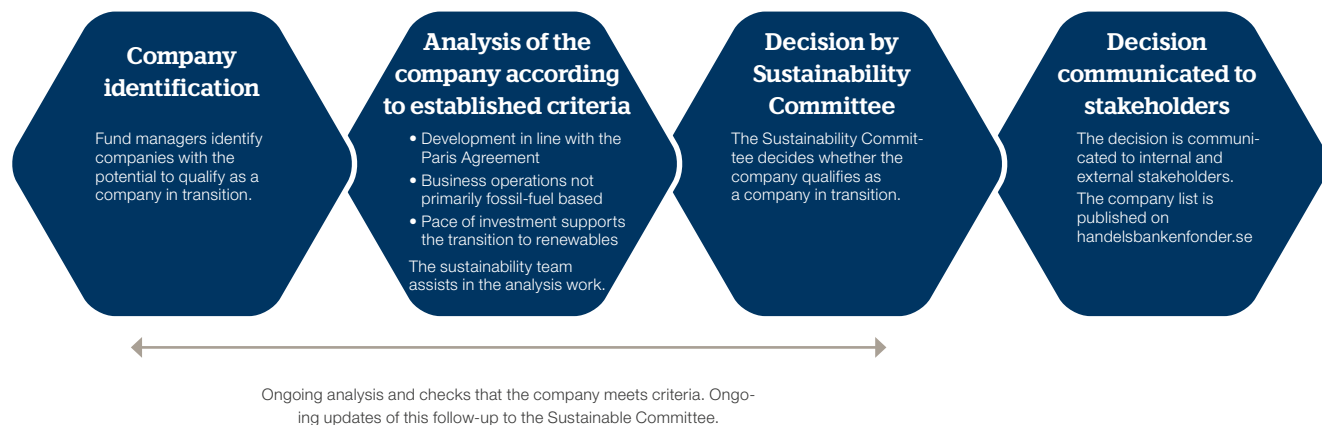 Company
identification
Fund managers identify
companies with the
potential to qualify as a
company in transition.
Analysis of the
company according
to established criteria
• Development in line with the
Paris Agreement
• Business operations not
primarily fossil-fuel based
• Pace of investment supports
the transition to renewables
The sustainability team
assists in the analysis work.
Decision by
Sustainability
Committee
The Sustainability Commit-
tee decides whether the
company qualifies as
a company in transition.
Decision
communicated to
stakeholders
The decision is communi-
cated to internal and
external stakeholders.
The company list is
published on
handelsbankenfonder.se
Ongoing analysis and checks that the company meets criteria. Ongo-
ing updates of this follow-up to the Sustainable Committee.